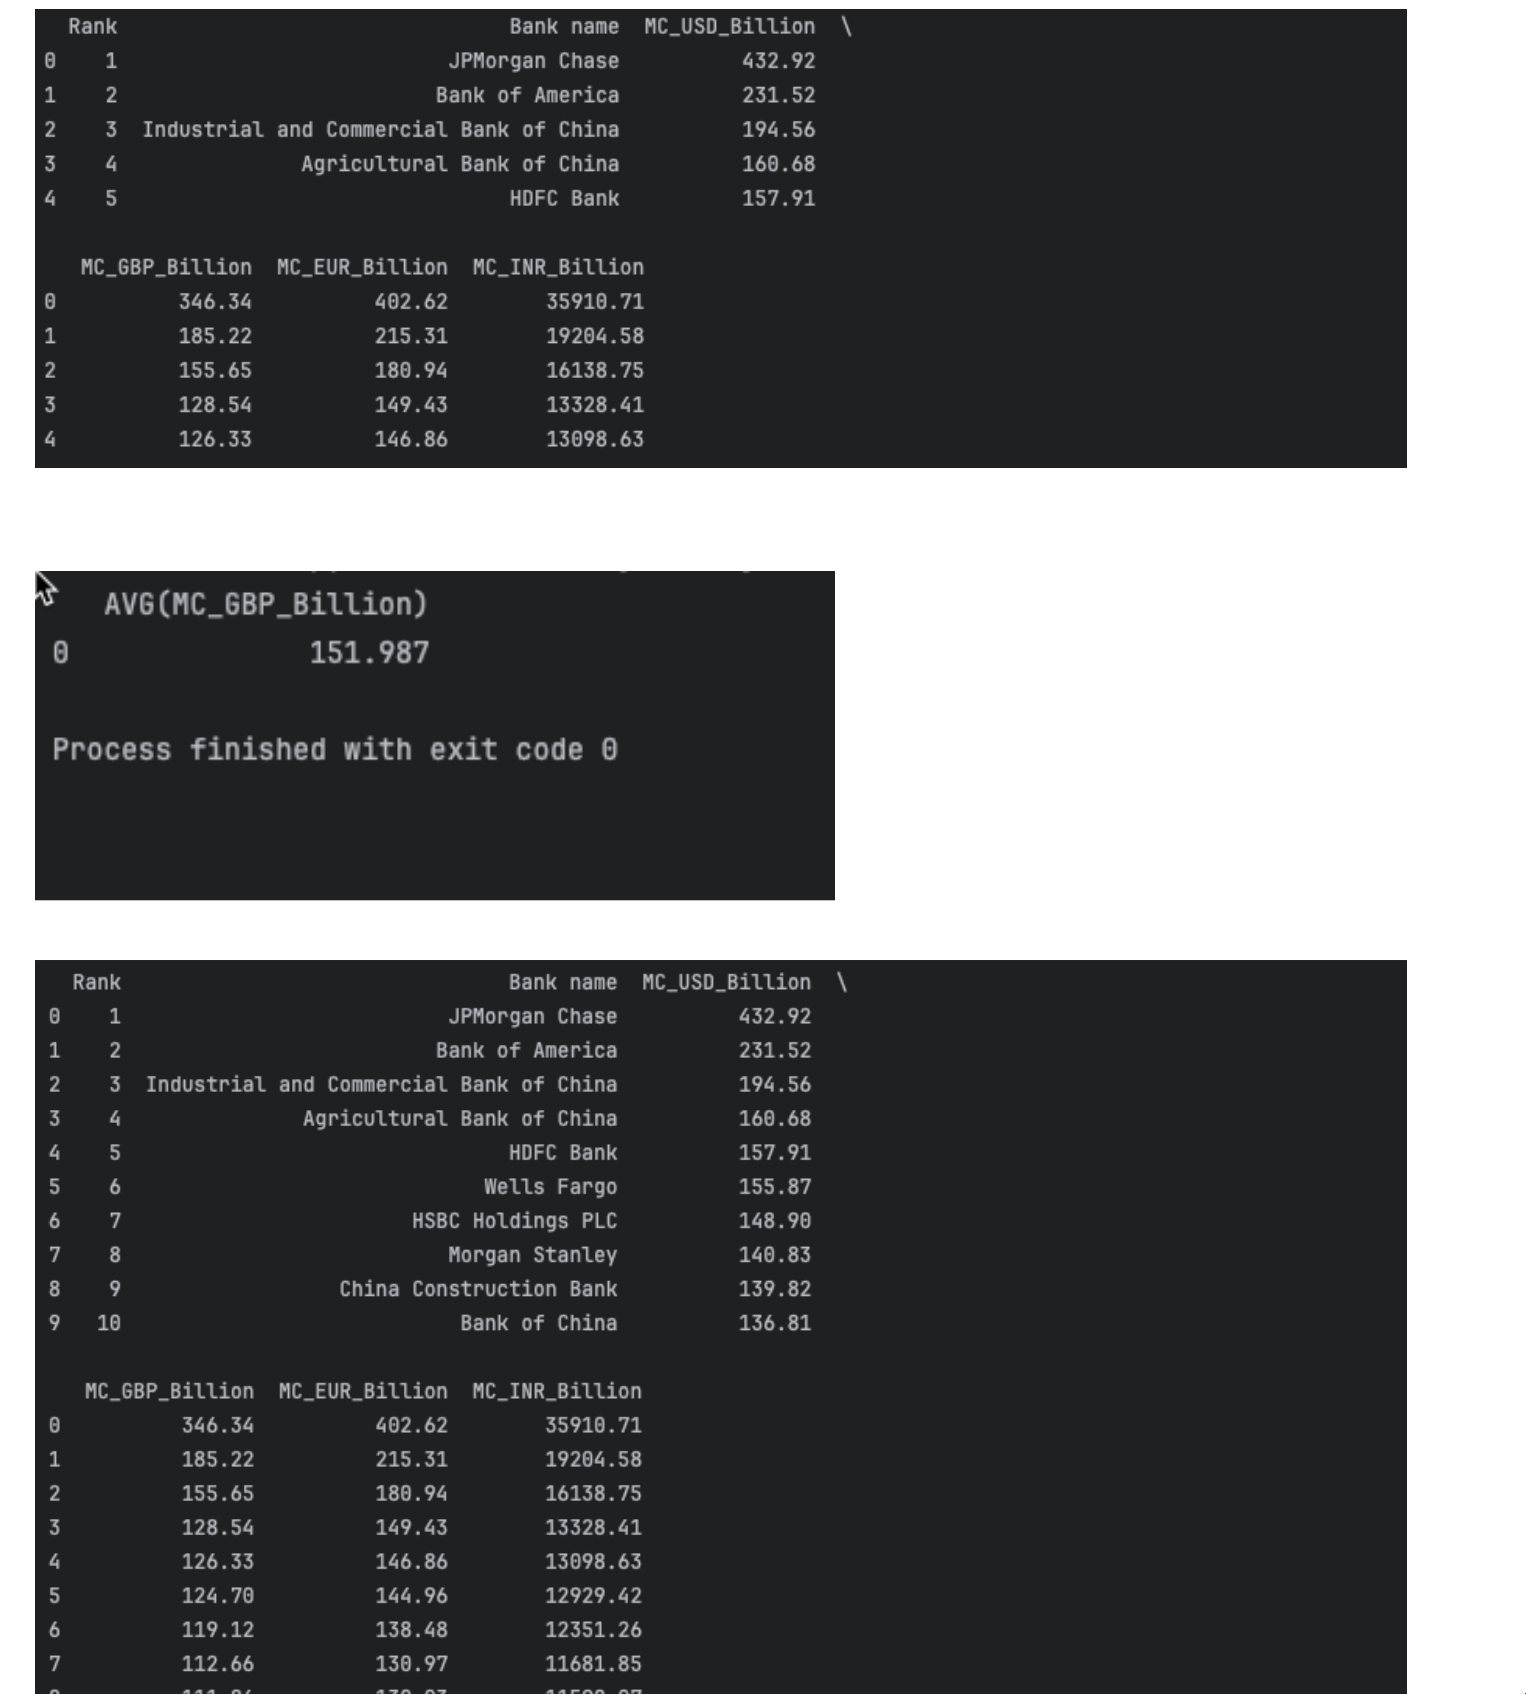 Rank Bank name MC_USD_Billion \
0 1 JPMorgan Chase 432.92
1 2 Bank of America 231.52
2 3 Industrial and Commercial Bank of China 194.56
3 4 Agricultural Bank of China 160.68
4 5 HDFC Bank 157.91
MC_GBP_Billion MC_EUR_Billion MC_INR_Billion
0 346.34 402.62 35910.71
1 185.22 215.31 19204.58
2 155.65 180.94 16138.75
3 128.54 149.43 13328.41
4 126.33 146.86 13098.63
AVG(MC_GBP_Billion)
0 151.987
Process finished with exit code 0
Rank Bank name MC_USD_Billion \
0 1 JPMorgan Chase 432.92
1 2 Bank of America 231.52
2 3 Industrial and Commercial Bank of China 194.56
3 4 Agricultural Bank of China 160.68
4 5 HDFC Bank 157.91
5 6 Wells Fargo 155.87
6 7 HSBC Holdings PLC 148.90
7 8 Morgan Stanley 140.83
8 9 China Construction Bank 139.82
9 10 Bank of China 136.81
MC_GBP_Billion MC_EUR_Billion MC_INR_Billion
0 346.34 402.62 35910.71
1 185.22 215.31 19204.58
2 155.65 180.94 16138.75
3 128.54 149.43 13328.41
4 126.33 146.86 13098.63
5 124.70 144.96 12929.42
6 119.12 138.48 12351.26
7 112.66 130.97 11681.85